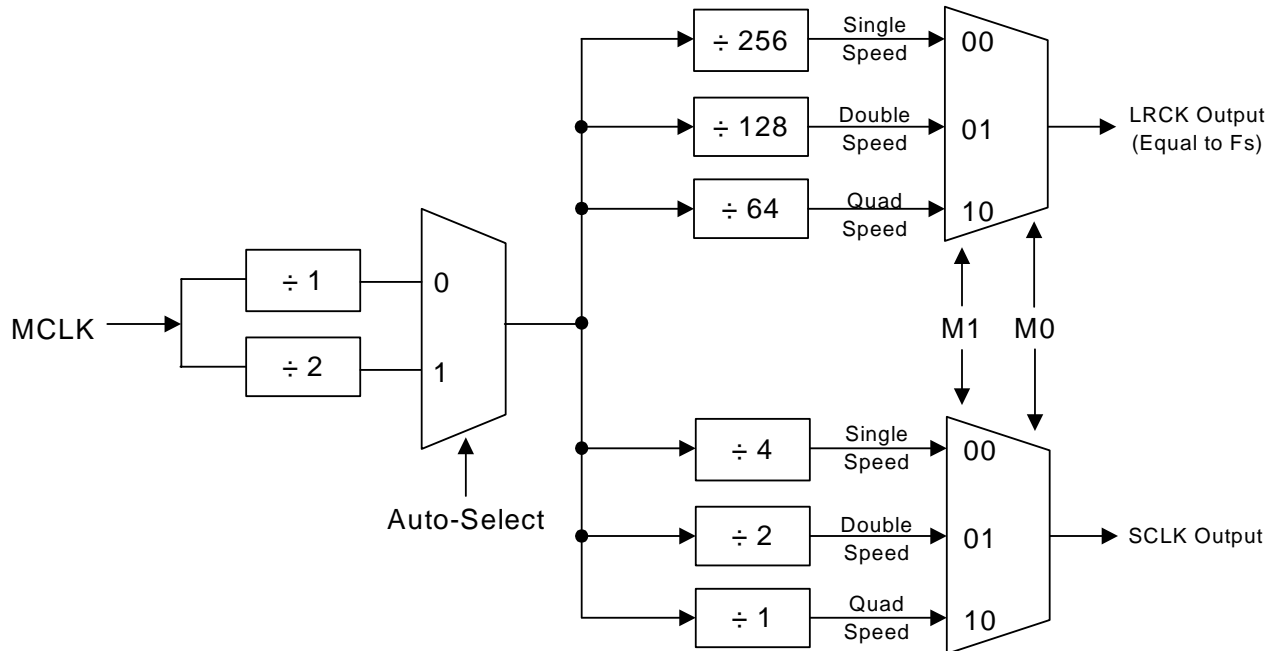 ÷ 256
Single
Speed
00
÷ 128
Double
Speed
01
LRCK Output
(Equal to Fs)
÷ 64
Quad
Speed
10
MCLK
÷ 1
0
÷ 2
1
Auto-Select
M1
M0
÷ 4
Single
Speed
00
÷ 2
Double
Speed
01
SCLK Output
÷ 1
Quad
Speed
10